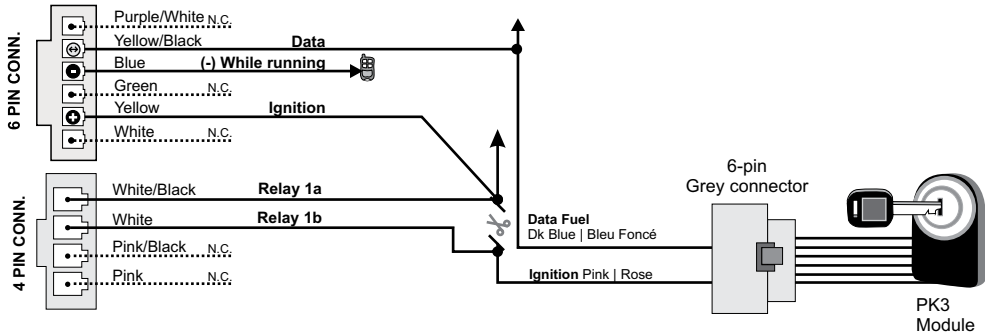 6 PIN CONN.
Purple/White N.C.
Yellow/Black Data
Blue (-) While running
Green N.C.
Yellow Ignition
White N.C.
4 PIN CONN.
White/Black Relay 1a
White Relay 1b
Pink/Black N.C.
Pink N.C.
Data Fuel
Dk Blue | Bleu Foncé
Ignition Pink | Rose
6-pin
Grey connector
PK3
Module